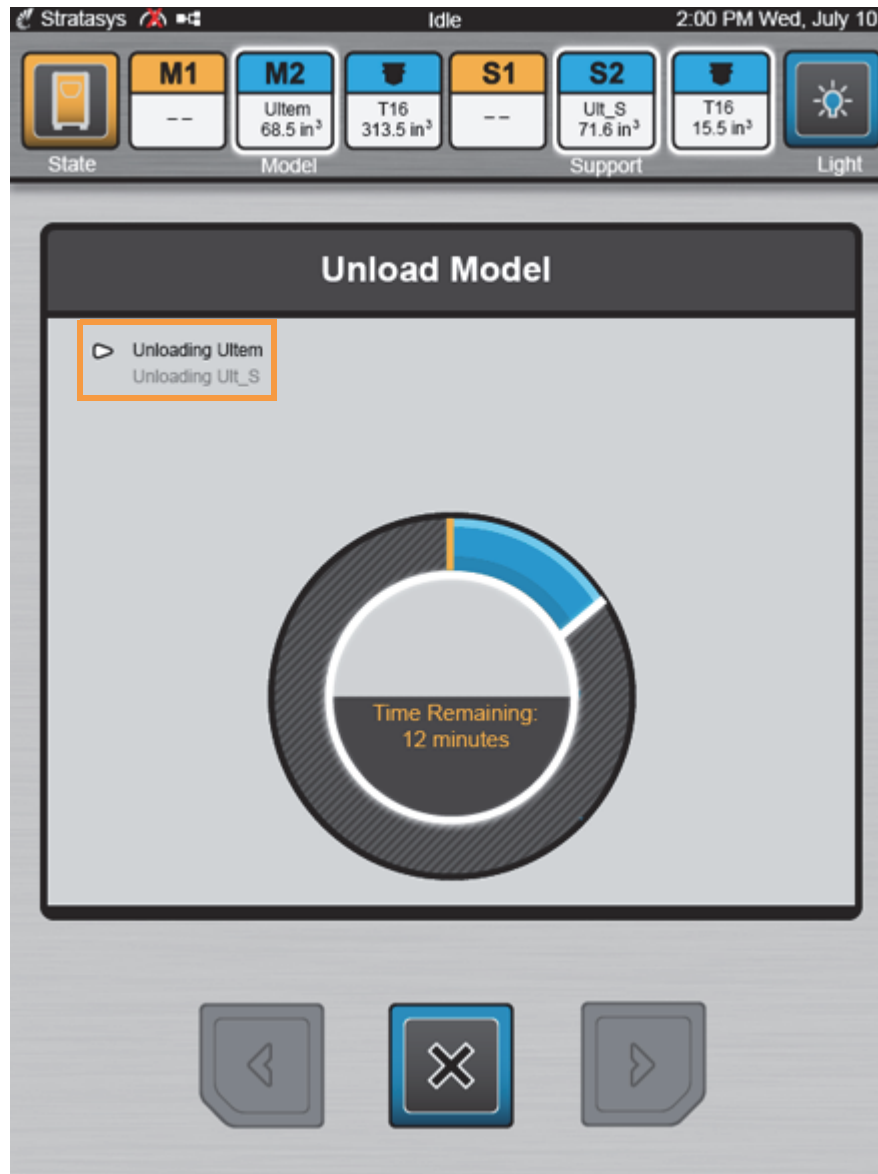 Stratasys Idle 2:00 PM Wed, July 10
M1 M2 S1 S2
-- Ultem T16 -- Ult_S T16
68.5 in³ 313.5 in³ 71.6 in³ 15.5 in³
State Model Support Light
Unload Model
Unloading Ultem
Unloading Ult_S
Time Remaining:
12 minutes